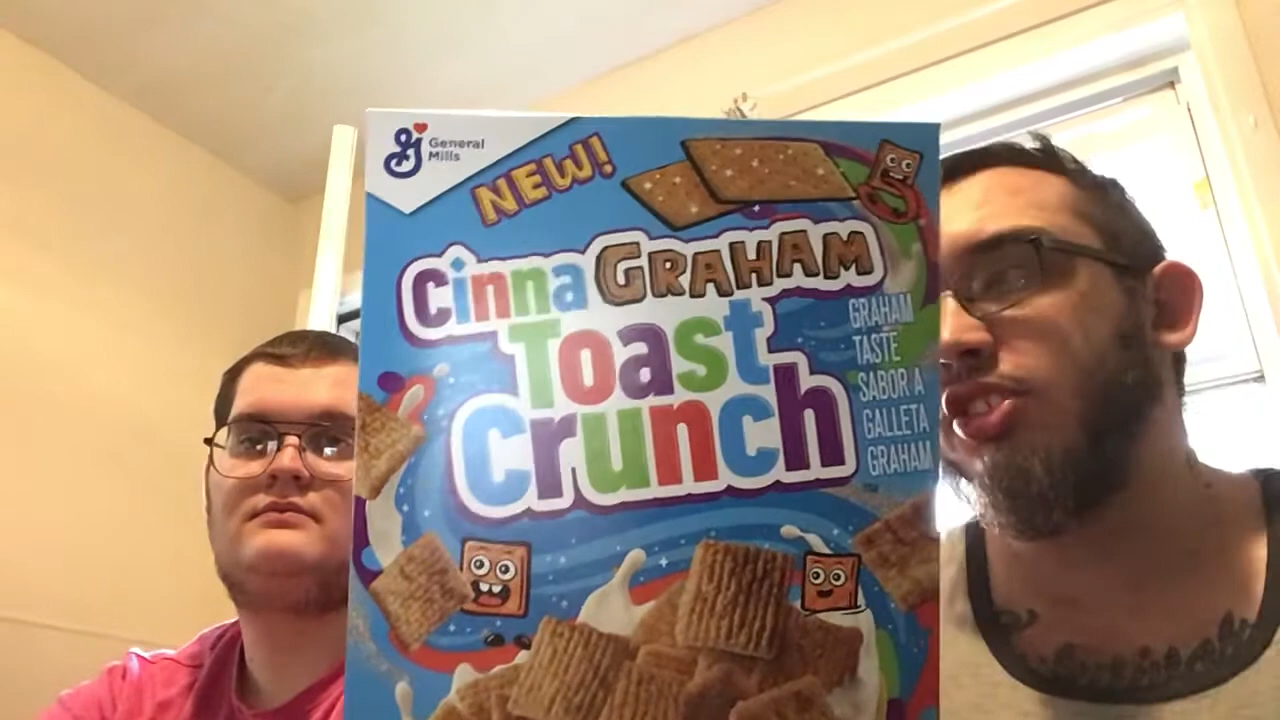 General
Mills
NEW!
Cinna GRAHAM
Toast
Crunch
GRAHAM
TASTE
SABOR A
GALLETA
GRAHAM